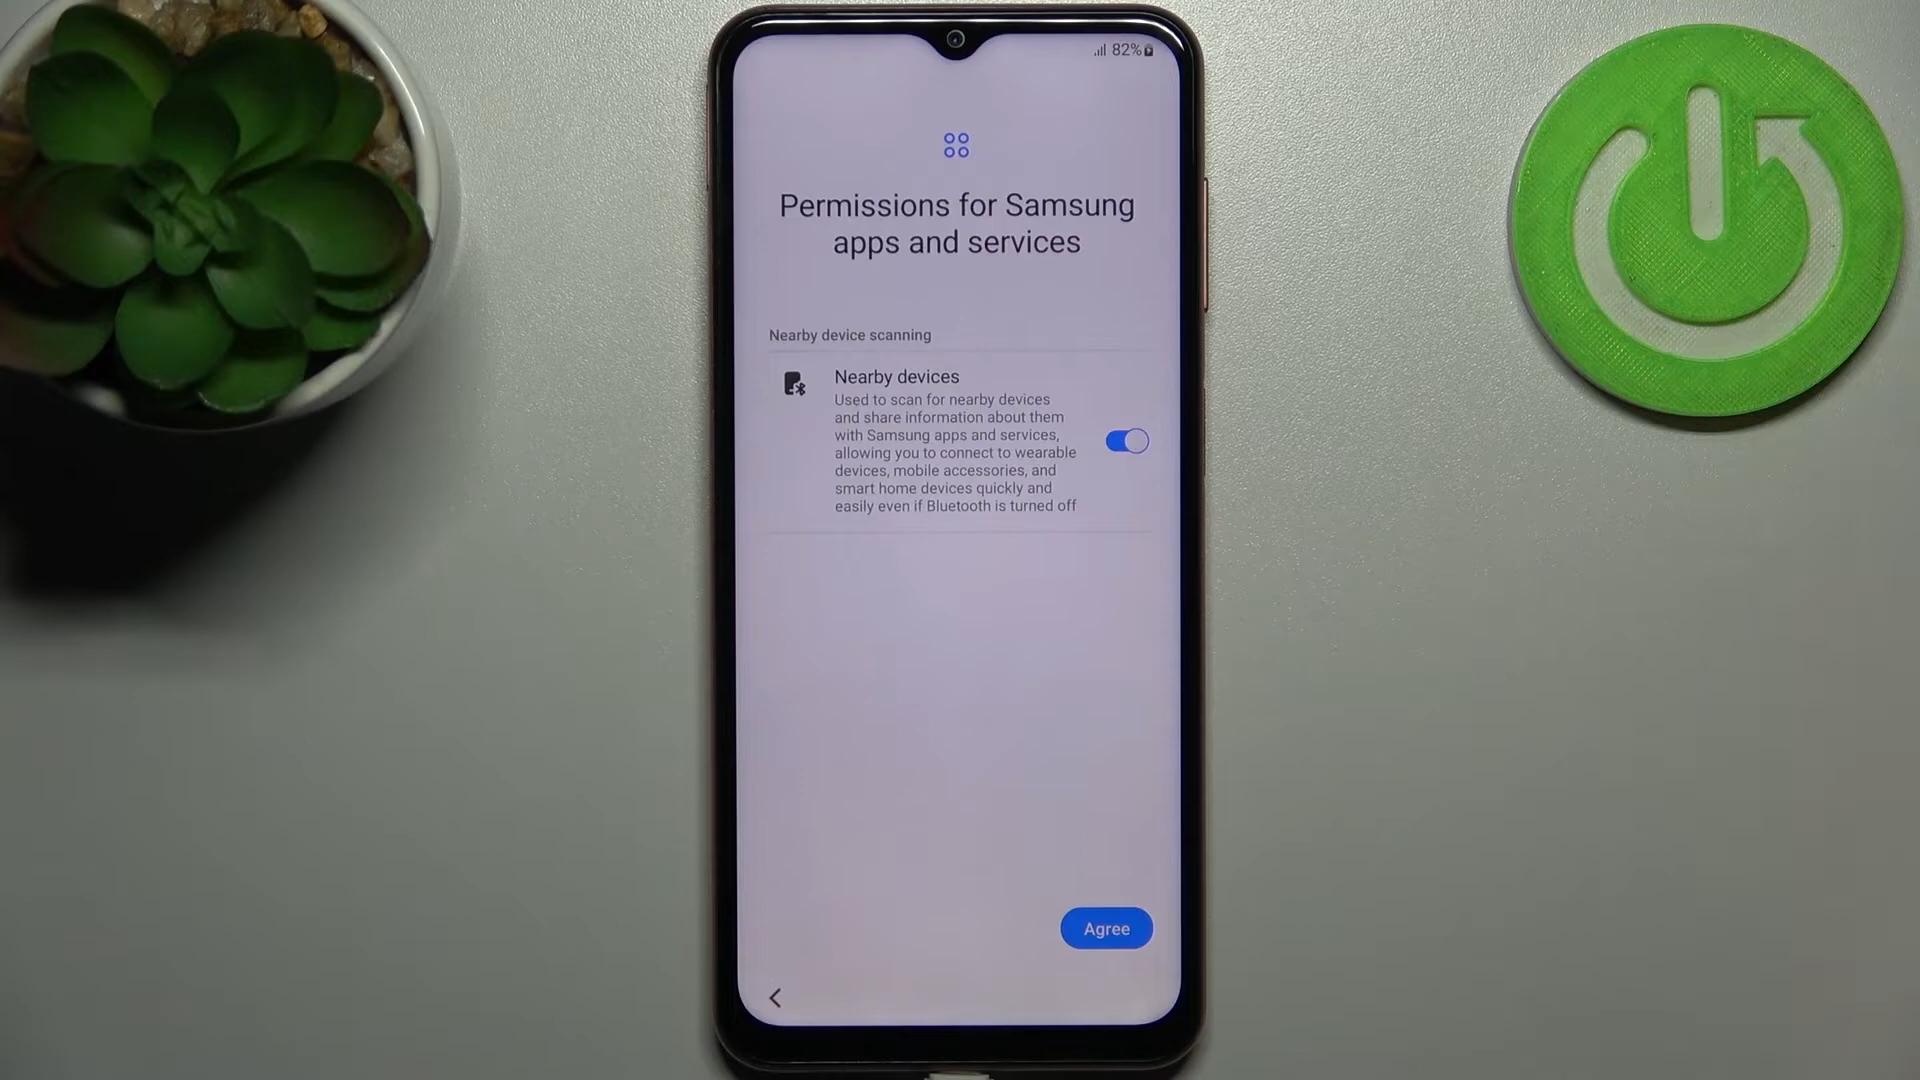 82%
Permissions for Samsung
apps and services
Nearby device scanning
Nearby devices
Used to scan for nearby devices
and share information about them
with Samsung apps and services,
allowing you to connect to wearable
devices, mobile accessories, and
smart home devices quickly and
easily even if Bluetooth is turned off
Agree